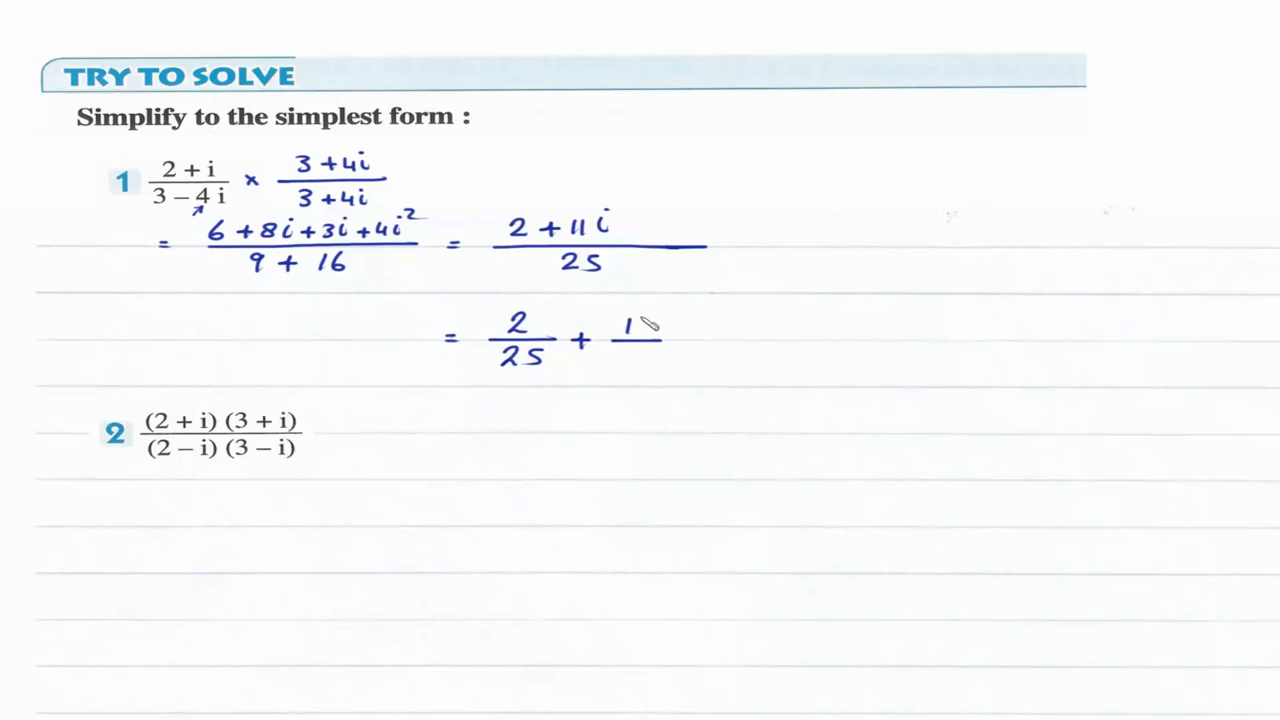 TRY TO SOLVE
Simplify to the simplest form :
1 (2 + i)/(3 – 4 i) × (3 + 4i)/(3 + 4i)
= (6 + 8i + 3i + 4i²)/(9 + 16) = (2 + 11 i)/25
= 2/25 + 1
2 ((2 + i) (3 + i))/((2 – i) (3 – i))